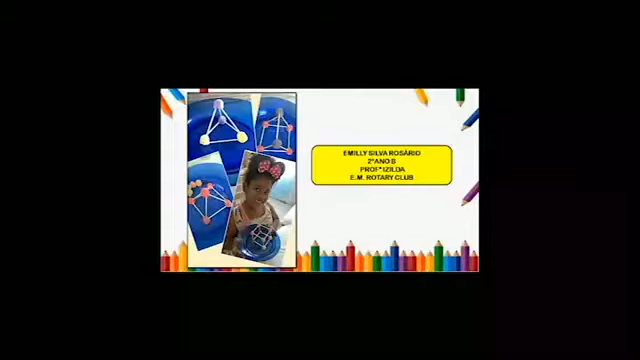 EMILLY SILVA ROSÁRIO
2°ANO B
PROFª IZILDA
E.M. ROTARY CLUB